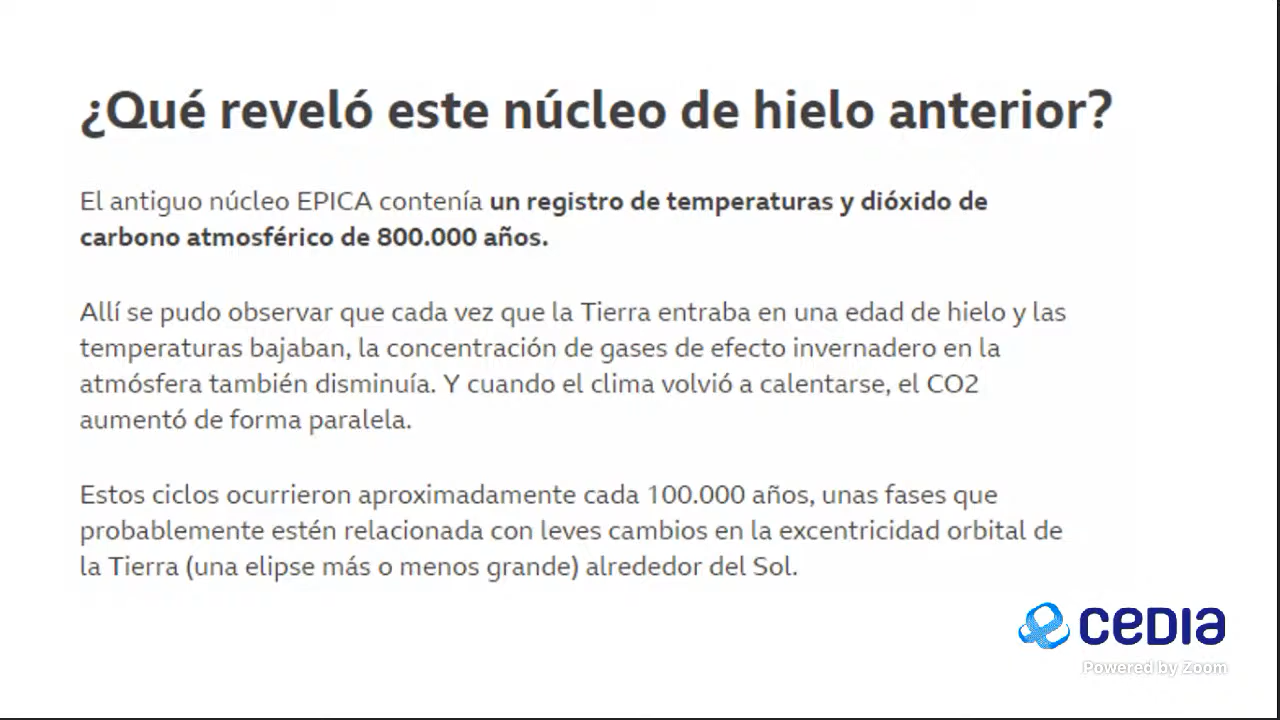 ¿Qué reveló este núcleo de hielo anterior?
El antiguo núcleo EPICA contenía un registro de temperaturas y dióxido de
carbono atmosférico de 800.000 años.
Allí se pudo observar que cada vez que la Tierra entraba en una edad de hielo y las
temperaturas bajaban, la concentración de gases de efecto invernadero en la
atmósfera también disminuía. Y cuando el clima volvió a calentarse, el CO2
aumentó de forma paralela.
Estos ciclos ocurrieron aproximadamente cada 100.000 años, unas fases que
probablemente estén relacionada con leves cambios en la excentricidad orbital de
la Tierra (una elipse más o menos grande) alrededor del Sol.
cedia
Powered by Zoom